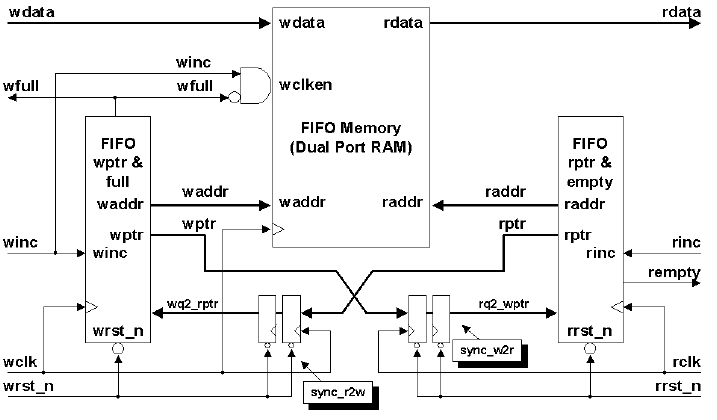 wdata
wdata
rdata
rdata
winc
wfull
wfull
wclken
FIFO Memory
(Dual Port RAM)
FIFO
wptr &
full
FIFO
rptr &
empty
waddr
waddr
waddr
raddr
raddr
raddr
wptr
wptr
rptr
rptr
winc
winc
rinc
rinc
rempty
wq2_rptr
rq2_wptr
wrst_n
rrst_n
sync_w2r
wclk
rclk
sync_r2w
wrst_n
rrst_n